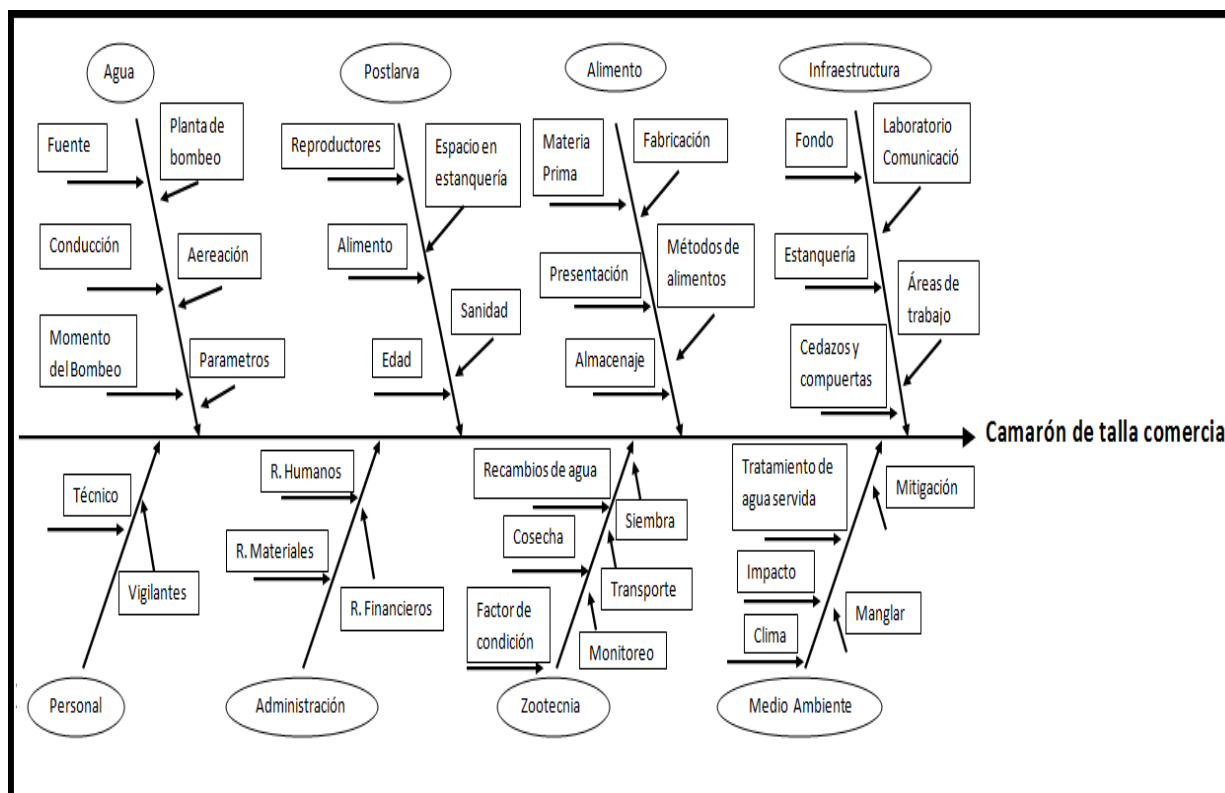 Agua
Postlarva
Alimento
Infraestructura
Fuente
Planta de
bombeo
Conducción
Aereación
Momento
del Bombeo
Parametros
Reproductores
Espacio en
estanquería
Alimento
Sanidad
Edad
Materia
Prima
Fabricación
Presentación
Métodos de
alimentos
Almacenaje
Fondo
Laboratorio
Comunicació
Estanquería
Áreas de
trabajo
Cedazos y
compuertas
Camarón de talla comercia
Técnico
Vigilantes
R. Humanos
R. Materiales
R. Financieros
Recambios de agua
Siembra
Cosecha
Transporte
Factor de
condición
Monitoreo
Tratamiento de
agua servida
Mitigación
Impacto
Manglar
Clima
Personal
Administración
Zootecnia
Medio Ambiente